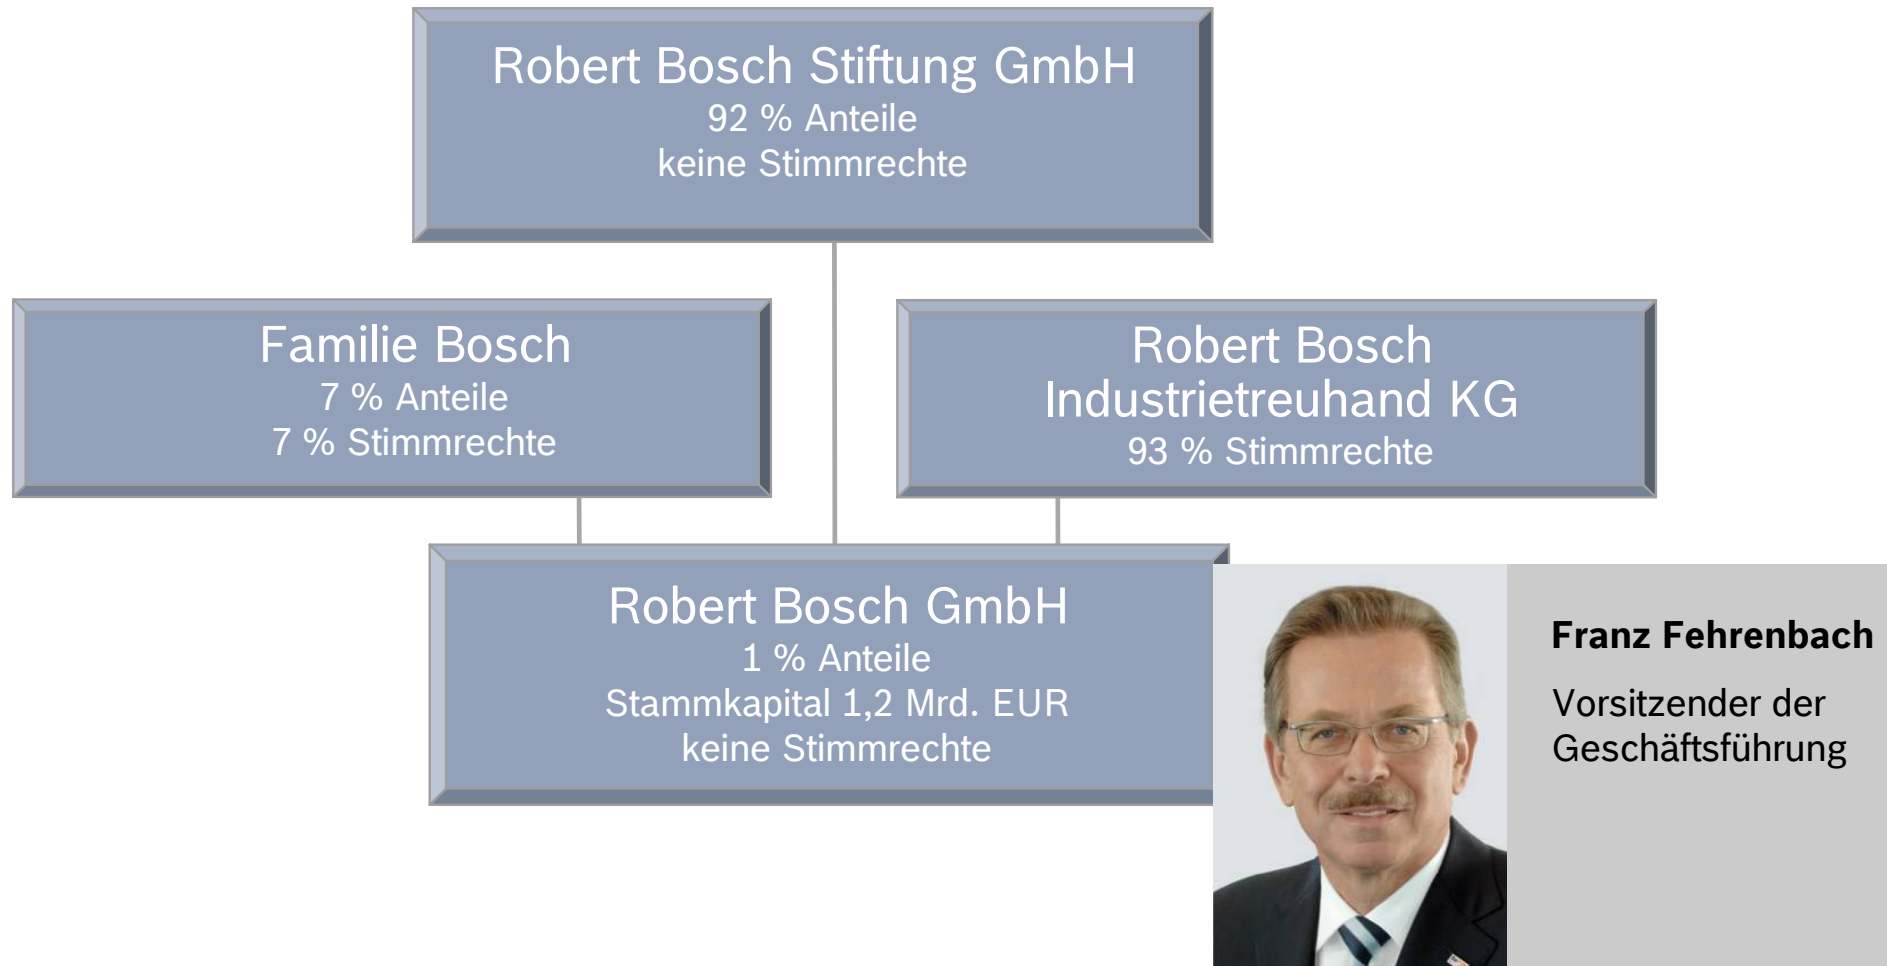 Robert Bosch Stiftung GmbH
92 % Anteile
keine Stimmrechte
Familie Bosch
7 % Anteile
7 % Stimmrechte
Robert Bosch
Industrietreuhand KG
93 % Stimmrechte
Robert Bosch GmbH
1 % Anteile
Stammkapital 1,2 Mrd. EUR
keine Stimmrechte
Franz Fehrenbach
Vorsitzender der
Geschäftsführung